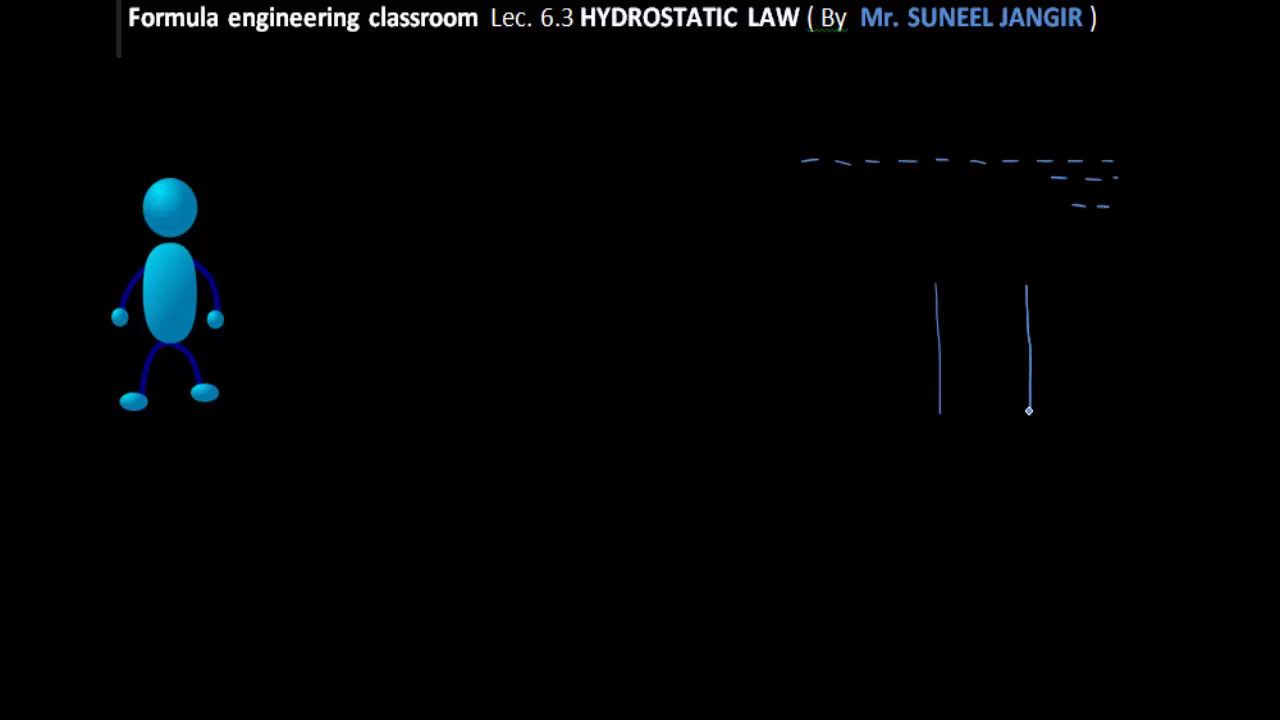 Formula engineering classroom Lec. 6.3 HYDROSTATIC LAW ( By Mr. SUNEEL JANGIR )